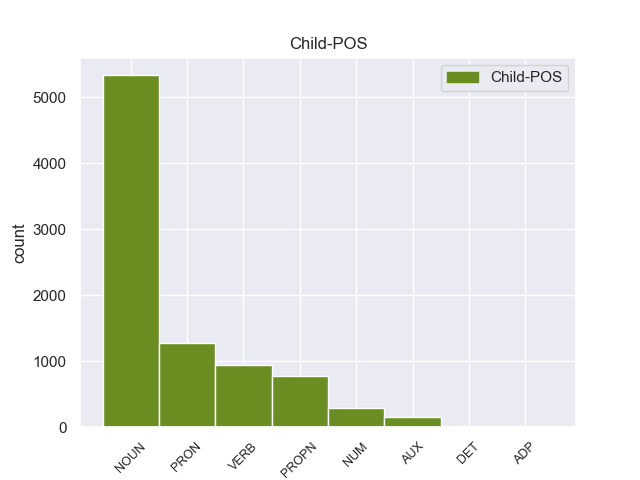 Child-POS
Child-POS
5000
4000
3000
2000
1000
0
count
NOUN
PRON
VERB
PROPN
NUM
AUX
DET
ADP